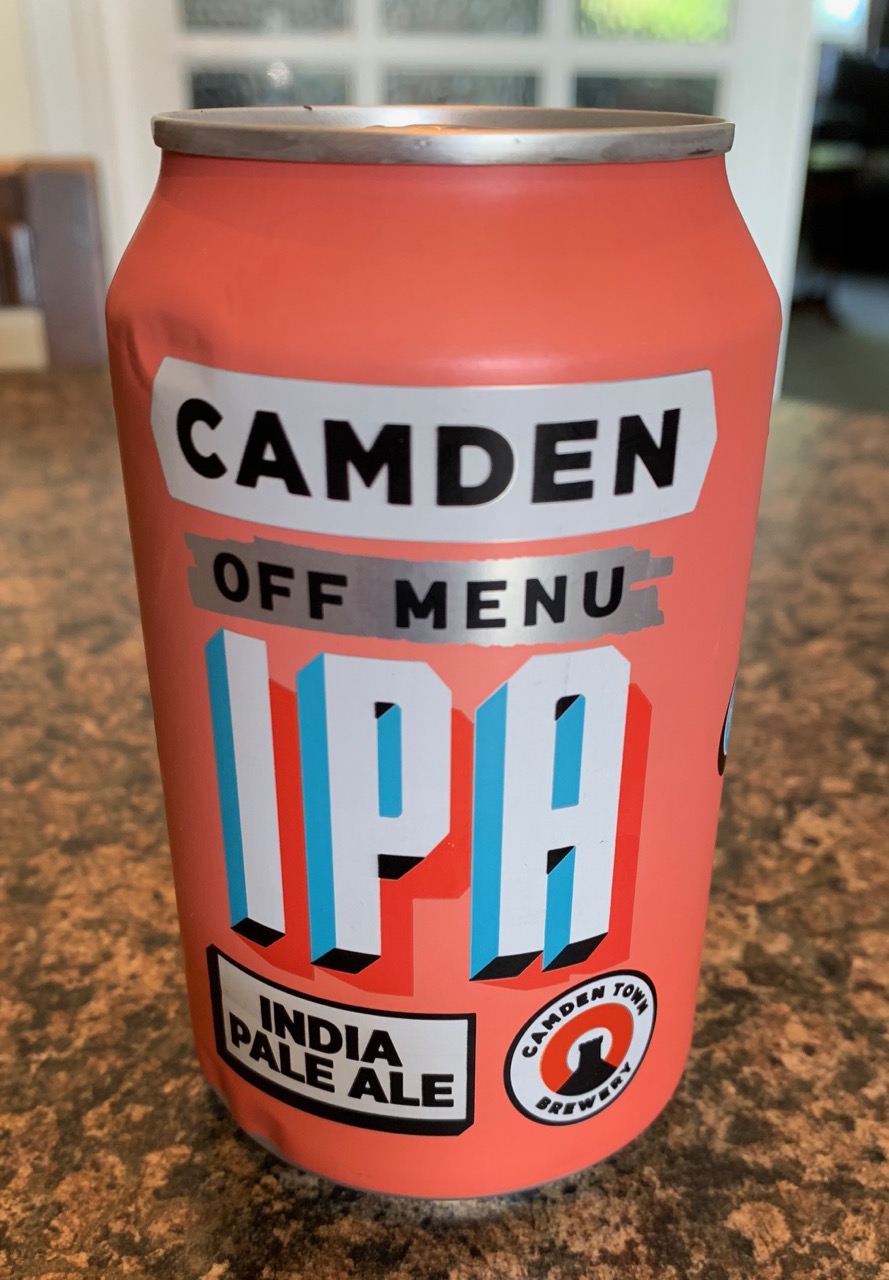 CAMDEN
OFF MENU
IPA
INDIA
PALE ALE
CAMDEN TOWN
BREWERY